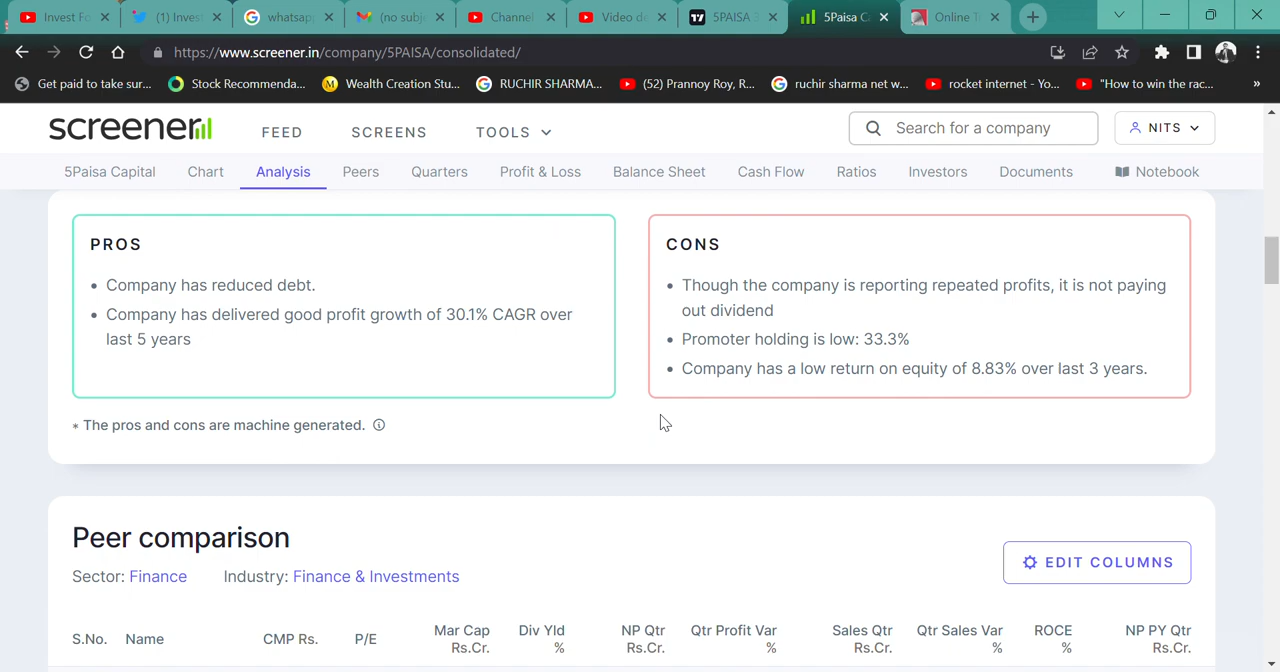 Invest Fo
(1) Invest
whatsap
(no subj
Channel
Video de
5PAISA 3
5Paisa Ca
Online T
https://www.screener.in/company/5PAISA/consolidated/
Get paid to take sur...
Stock Recommenda...
Wealth Creation Stu...
RUCHIR SHARMA...
(52) Prannoy Roy, R...
ruchir sharma net w...
rocket internet - Yo...
"How to win the rac...
»
screener
FEED
SCREENS
TOOLS
Search for a company
NITS
5Paisa Capital
Chart
Analysis
Peers
Quarters
Profit & Loss
Balance Sheet
Cash Flow
Ratios
Investors
Documents
Notebook
PROS
• Company has reduced debt.
• Company has delivered good profit growth of 30.1% CAGR over
last 5 years
CONS
• Though the company is reporting repeated profits, it is not paying
out dividend
• Promoter holding is low: 33.3%
• Company has a low return on equity of 8.83% over last 3 years.
* The pros and cons are machine generated.
Peer comparison
Sector: Finance Industry: Finance & Investments
EDIT COLUMNS
S.No.
Name
CMP Rs.
P/E
Mar Cap
Rs.Cr.
Div Yld
%
NP Qtr
Rs.Cr.
Qtr Profit Var
%
Sales Qtr
Rs.Cr.
Qtr Sales Var
%
ROCE
%
NP PY Qtr
Rs.Cr.